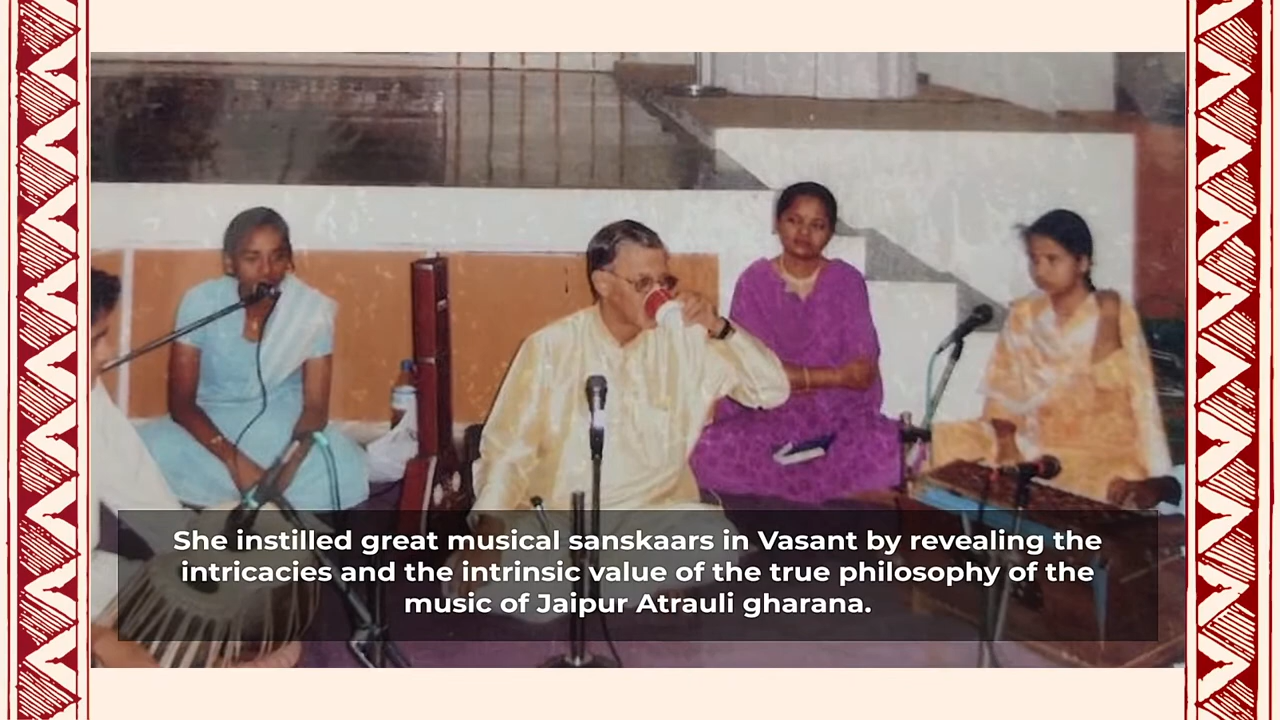 She instilled great musical sanskaars in Vasant by revealing the
intricacies and the intrinsic value of the true philosophy of the
music of Jaipur Atrauli gharana.